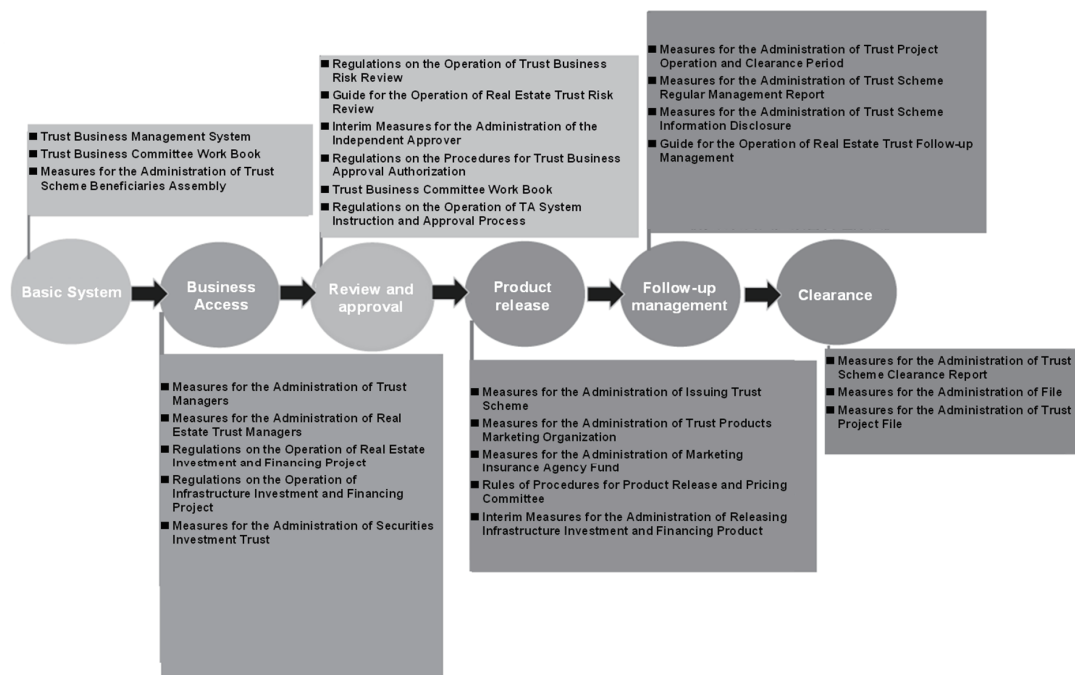 Measures for the Administration of Trust Project
Operation and Clearance Period
Measures for the Administration of Trust Scheme
Regular Management Report
Measures for the Administration of Trust Scheme
Information Disclosure
Guide for the Operation of Real Estate Trust Follow-up
Management
Regulations on the Operation of Trust Business
Risk Review
Guide for the Operation of Real Estate Trust Risk
Review
Interim Measures for the Administration of the
Independent Approver
Regulations on the Procedures for Trust Business
Approval Authorization
Trust Business Committee Work Book
Regulations on the Operation of TA System
Instruction and Approval Process
Trust Business Management System
Trust Business Committee Work Book
Measures for the Administration of Trust
Scheme Beneficiaries Assembly
Basic System
Business
Access
Review and
approval
Product
release
Follow-up
management
Clearance
Measures for the Administration of Trust
Managers
Measures for the Administration of Real
Estate Trust Managers
Regulations on the Operation of Real Estate
Investment and Financing Project
Regulations on the Operation of
Infrastructure Investment and Financing
Project
Measures for the Administration of Securities
Investment Trust
Measures for the Administration of Issuing Trust
Scheme
Measures for the Administration of Trust Products
Marketing Organization
Measures for the Administration of Marketing
Insurance Agency Fund
Rules of Procedures for Product Release and Pricing
Committee
Interim Measures for the Administration of Releasing
Infrastructure Investment and Financing Product
Measures for the Administration of Trust
Scheme Clearance Report
Measures for the Administration of File
Measures for the Administration of Trust
Project File